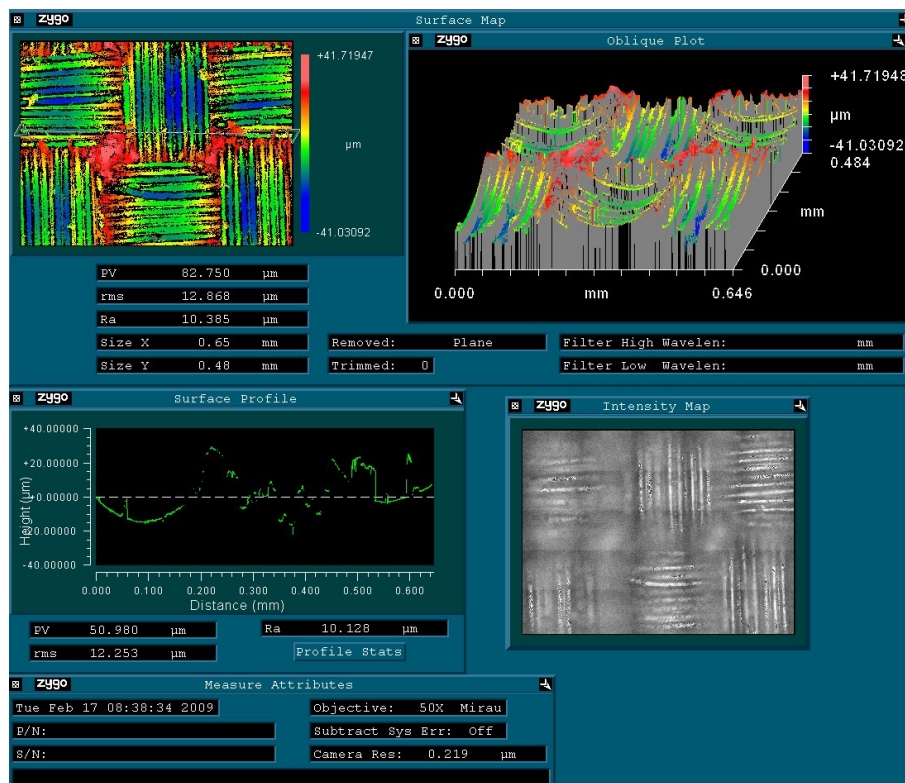 zygo Surface Map
+41.71947
µm
-41.03092
zygo Oblique Plot
+41.71948
µm
-41.03092
0.484
mm
0.000
0.000 mm 0.646
PV 82.750 µm
rms 12.868 µm
Ra 10.385 µm
Size X 0.65 mm
Size Y 0.48 mm
Removed: Plane
Trimmed: 0
Filter High Wavelen: mm
Filter Low Wavelen: mm
zygo Surface Profile
+40.00000
+20.00000
+0.00000
-20.00000
-40.00000
Height (µm)
0.000 0.100 0.200 0.300 0.400 0.500 0.600
Distance (mm)
PV 50.980 µm
rms 12.253 µm
Ra 10.128 µm
Profile Stats
zygo Intensity Map
zygo Measure Attributes
Tue Feb 17 08:38:34 2009
P/N:
S/N:
Objective: 50X Mirau
Subtract Sys Err: Off
Camera Res: 0.219 µm